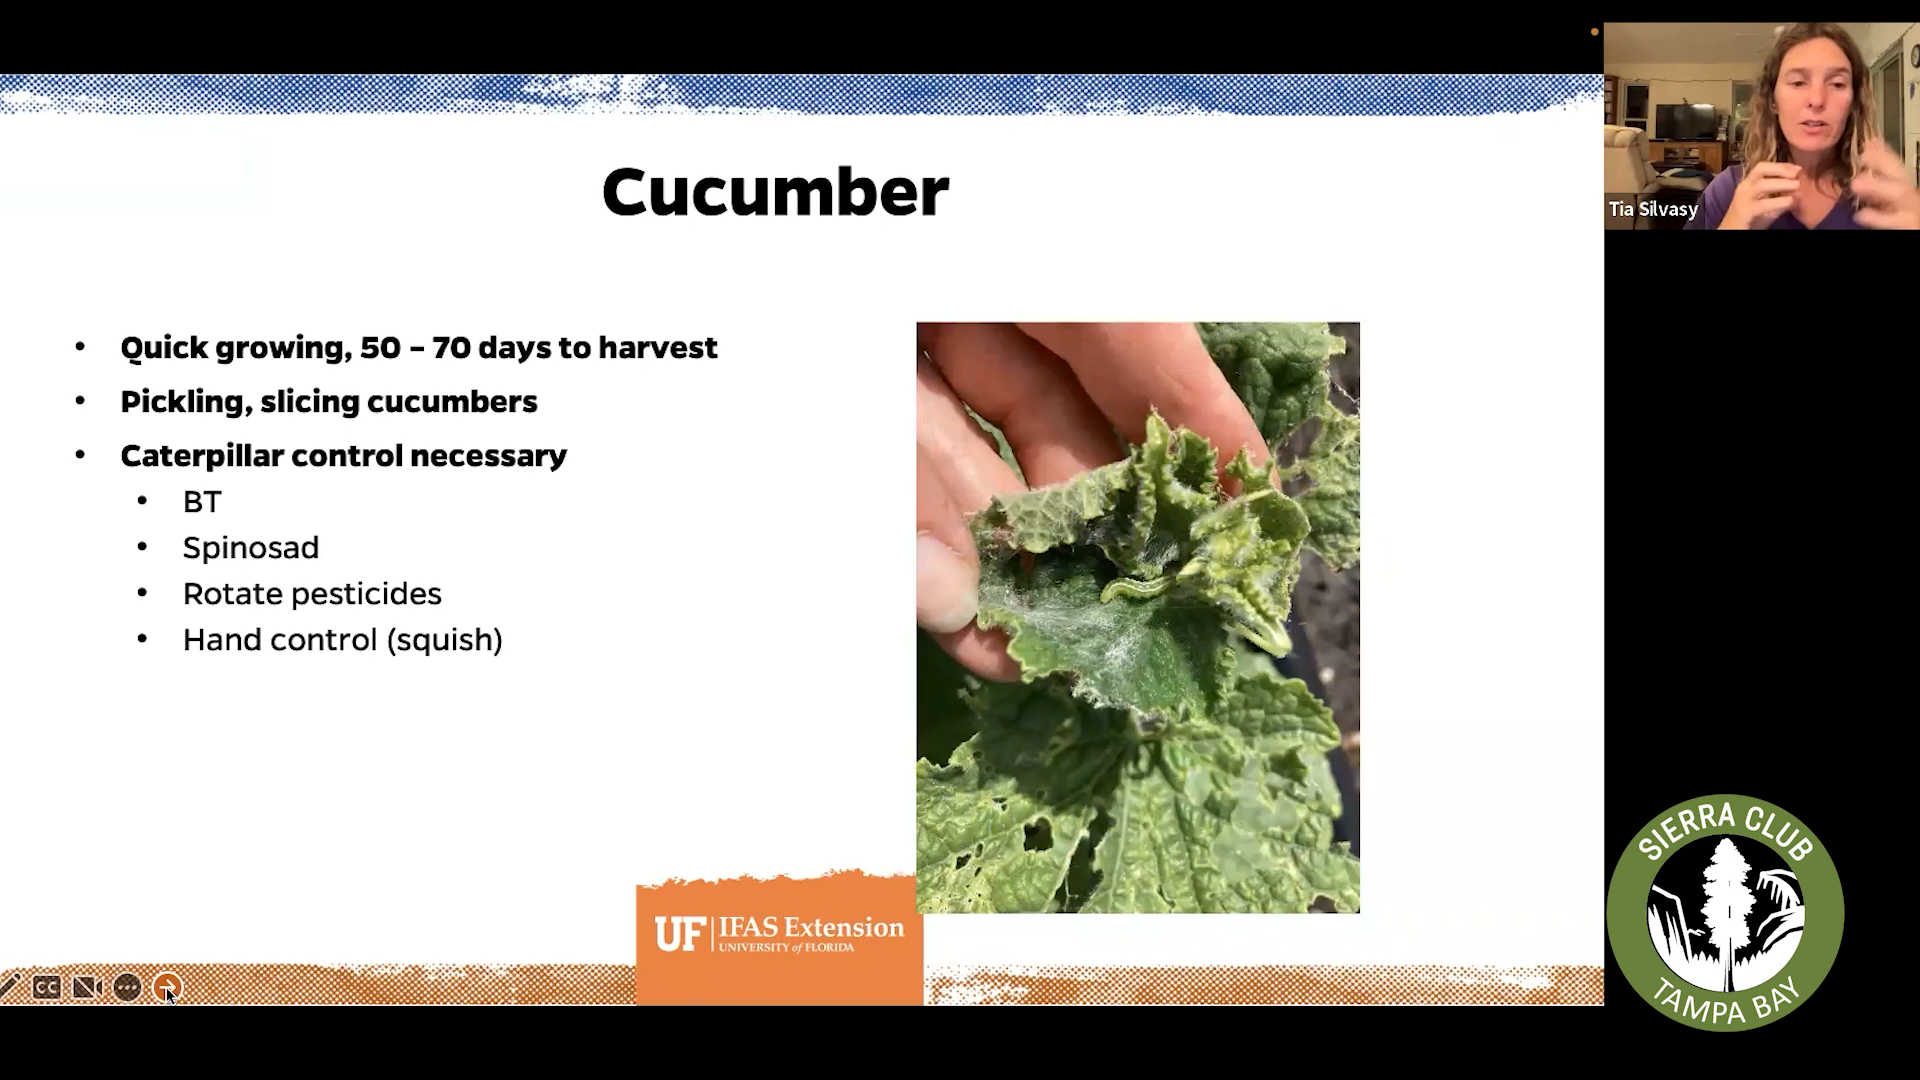 Cucumber
• Quick growing, 50 – 70 days to harvest
• Pickling, slicing cucumbers
• Caterpillar control necessary
• BT
• Spinosad
• Rotate pesticides
• Hand control (squish)
UF IFAS Extension
UNIVERSITY of FLORIDA
CC
Tia Silvasy
SIERRA CLUB
TAMPA BAY